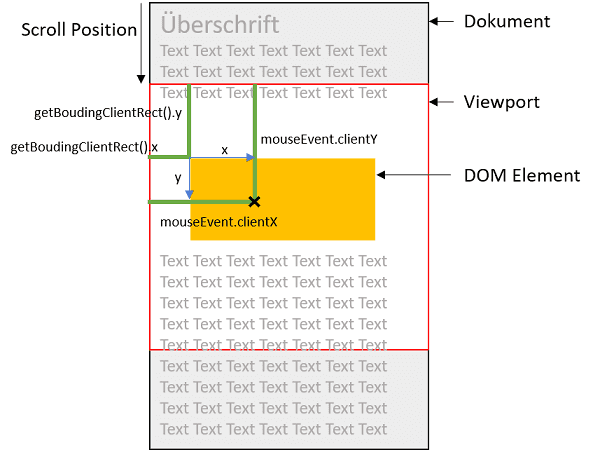 Scroll Position
Überschrift
Dokument
Text Text Text Text Text Text Text
Text Text Text Text Text Text Text
Text Text Text Text Text Text Text
Viewport
getBoudingClientRect().y
mouseEvent.clientY
getBoudingClientRect().x
x
y
DOM Element
mouseEvent.clientX
Text Text Text Text Text Text Text
Text Text Text Text Text Text Text
Text Text Text Text Text Text Text
Text Text Text Text Text Text Text
Text Text Text Text Text Text Text
Text Text Text Text Text Text Text
Text Text Text Text Text Text Text
Text Text Text Text Text Text Text
Text Text Text Text Text Text Text